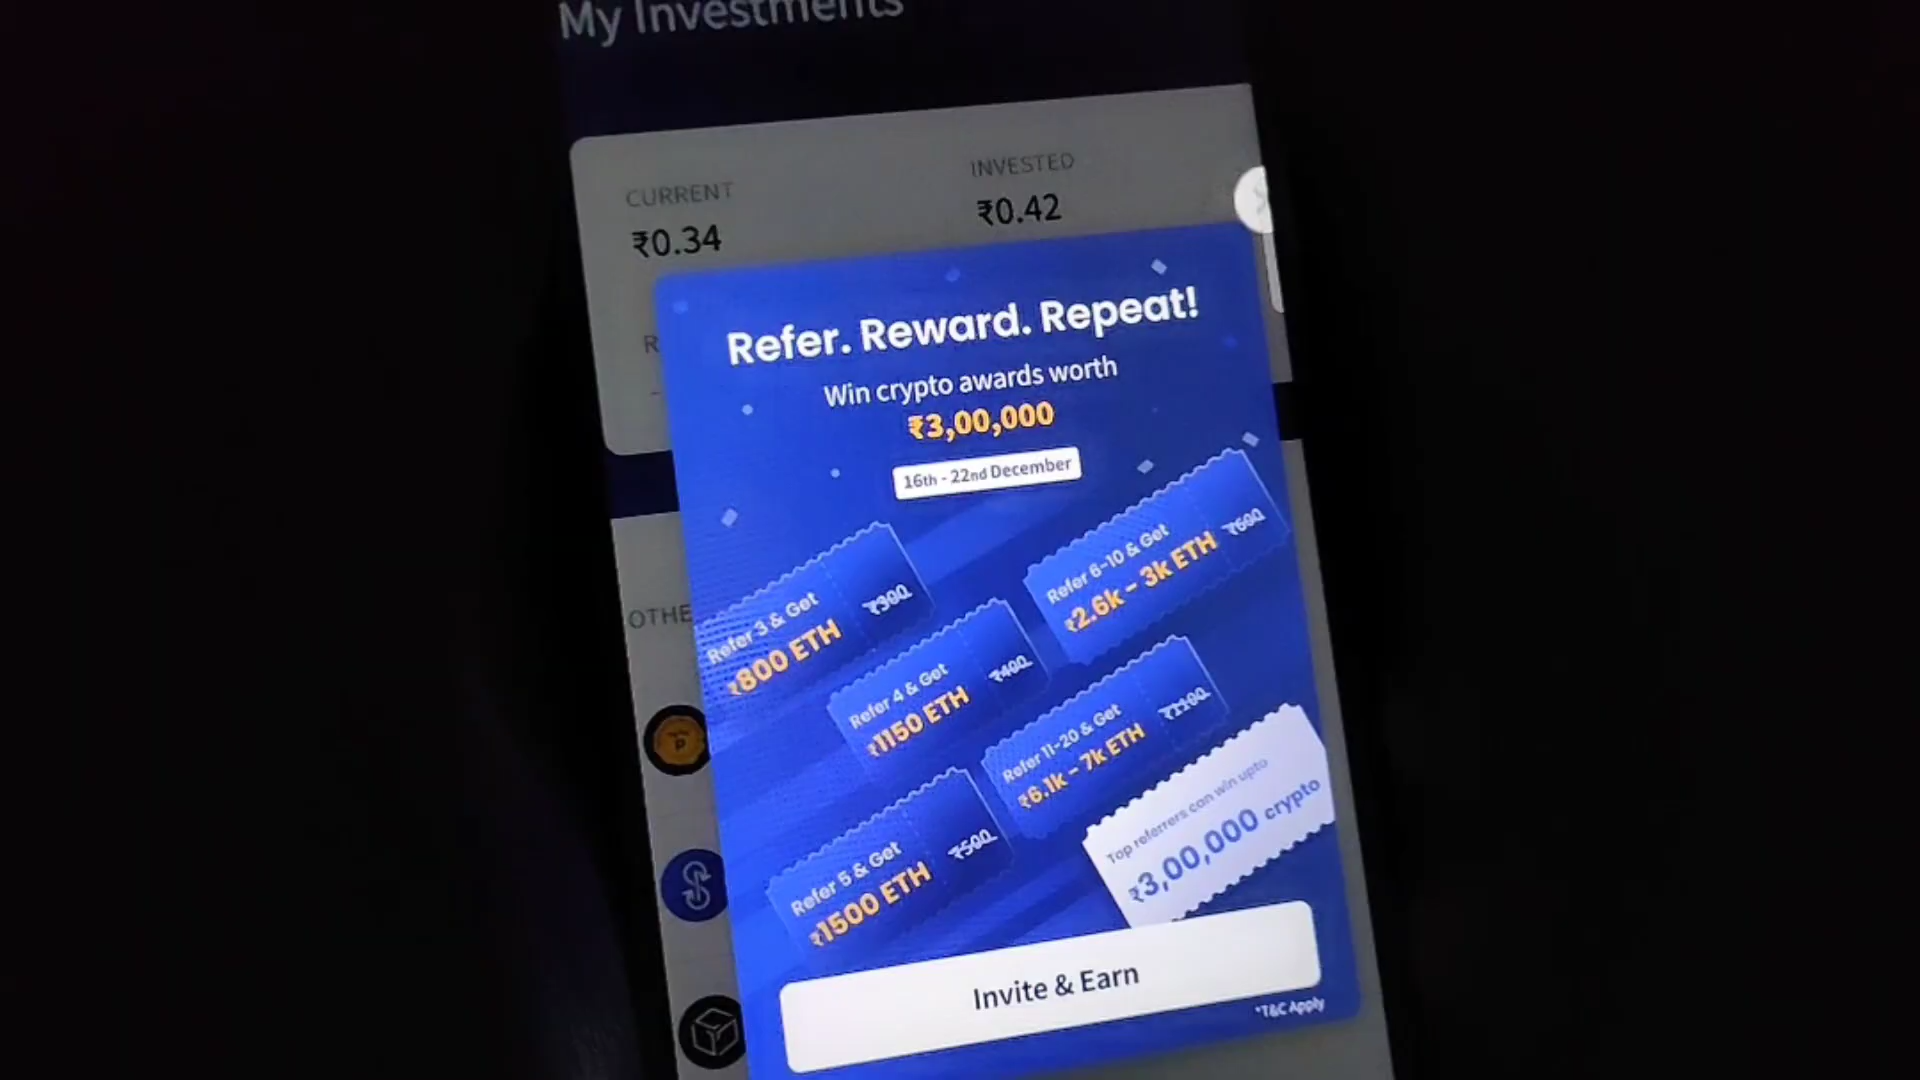 My Investments
CURRENT
INVESTED
₹0.34
₹0.42
Refer. Reward. Repeat!
Win crypto awards worth
₹3,00,000
16th - 22nd December
Refer 3 & Get
₹800 ETH
₹300
Refer 6-10 & Get
₹2.6k - 3k ETH
₹600
Refer 4 & Get
₹1150 ETH
₹400
Refer 11-20 & Get
₹6.1k - 7k ETH
₹1100
Refer 5 & Get
₹1500 ETH
₹500
Top referrers can win upto
₹3,00,000 crypto
OTHE
Invite & Earn
*T&C Apply